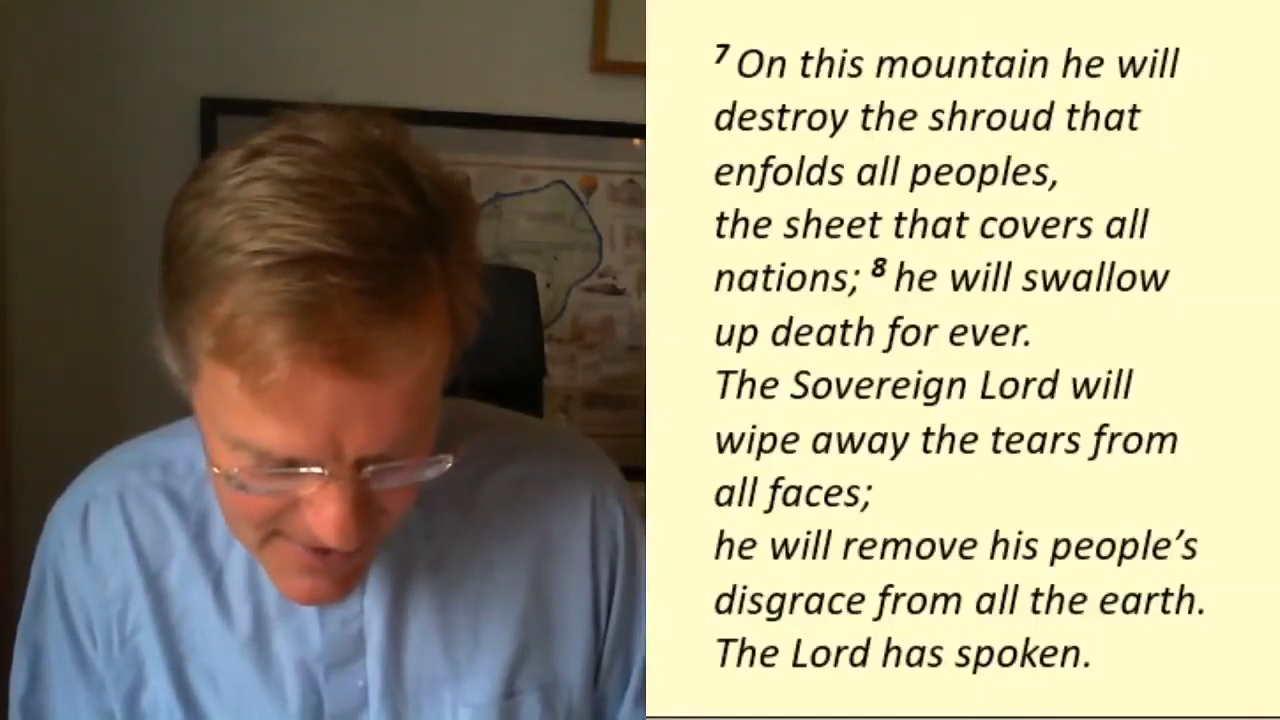 ⁷ On this mountain he will
destroy the shroud that
enfolds all peoples,
the sheet that covers all
nations; ⁸ he will swallow
up death for ever.
The Sovereign Lord will
wipe away the tears from
all faces;
he will remove his people’s
disgrace from all the earth.
The Lord has spoken.